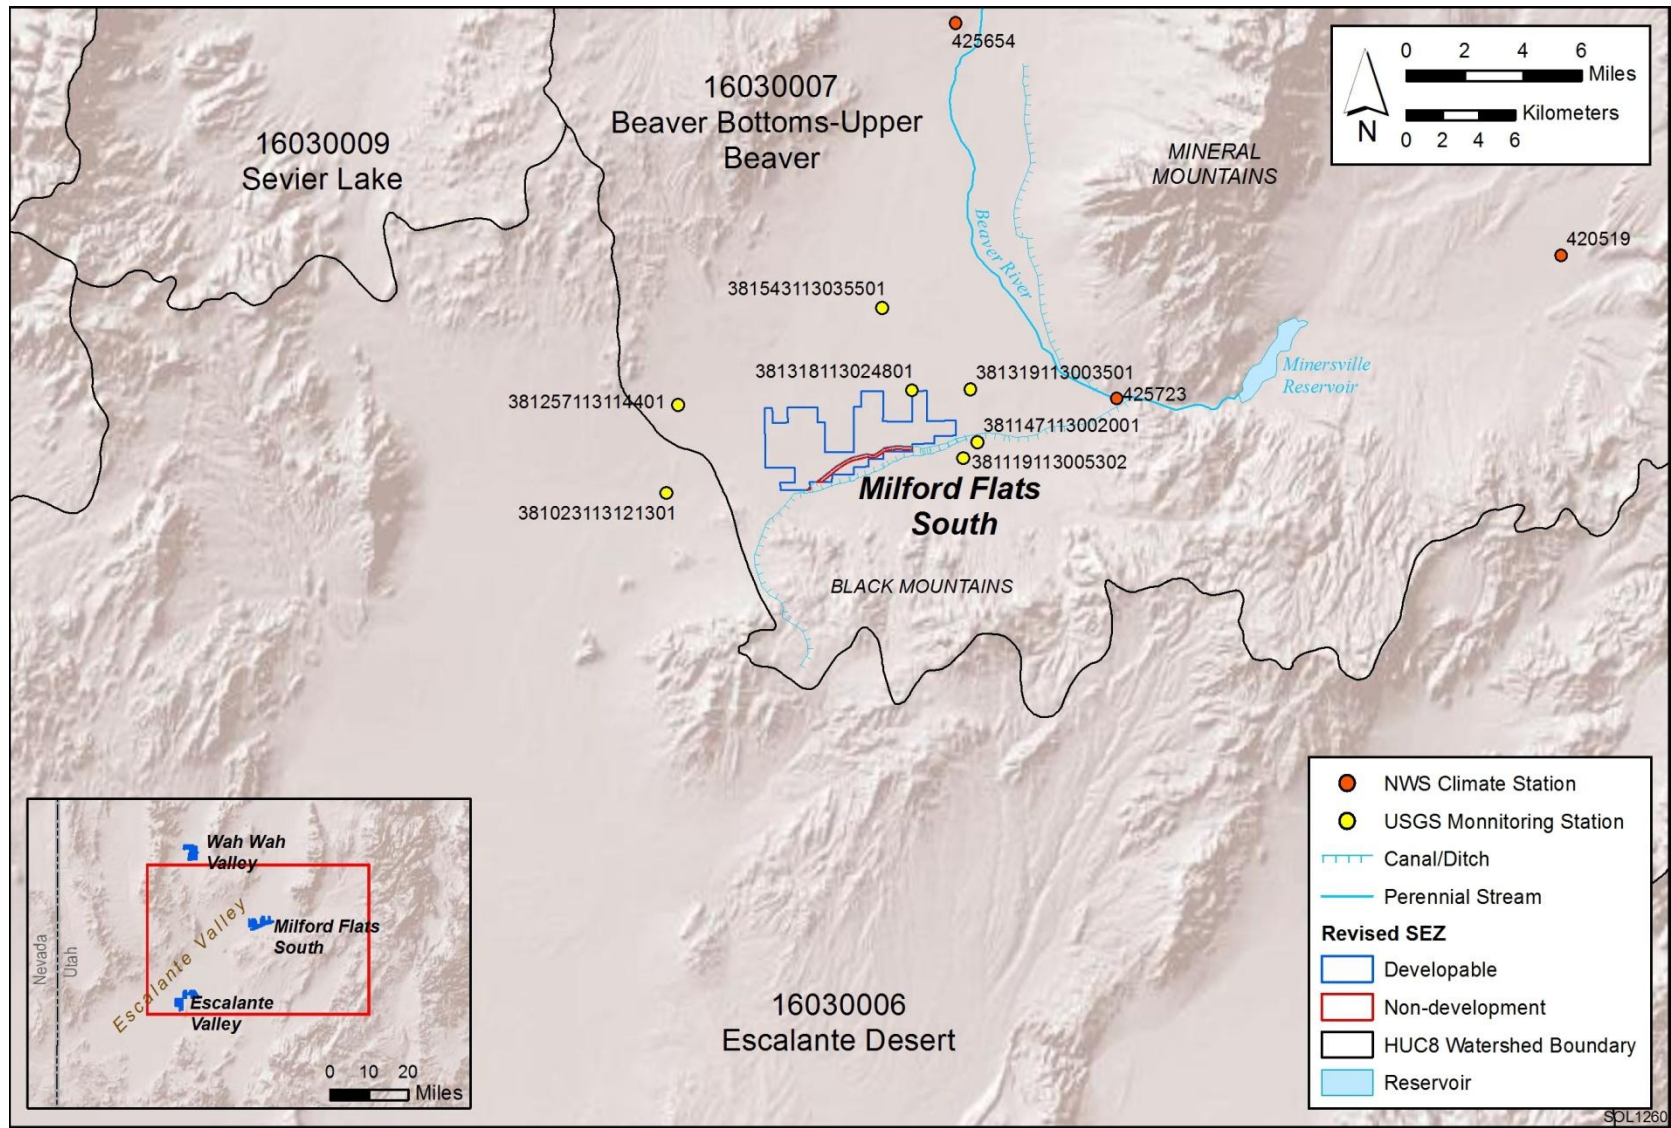 425654
16030007
Beaver Bottoms-Upper
Beaver
16030009
Sevier Lake
MINERAL
MOUNTAINS
0 2 4 6
Miles
Kilometers
0 2 4 6
N
420519
Beaver River
381543113035501
Minersville
Reservoir
381318113024801
381319113003501
425723
381257113114401
381147113002001
381119113005302
Milford Flats
South
381023113121301
BLACK MOUNTAINS
16030006
Escalante Desert
Wah Wah
Valley
Milford Flats
South
Escalante Valley
Escalante
Valley
Nevada
Utah
0 10 20
Miles
NWS Climate Station
USGS Monnitoring Station
Canal/Ditch
Perennial Stream
Revised SEZ
Developable
Non-development
HUC8 Watershed Boundary
Reservoir
SOL1260